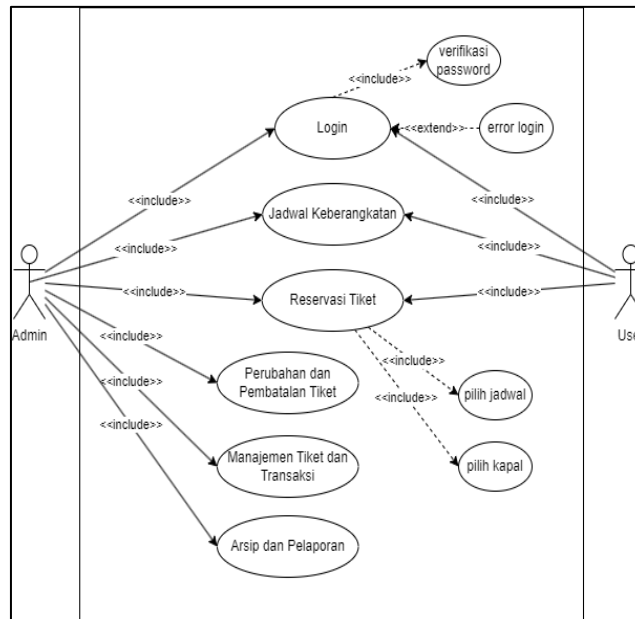 verifikasi
password
<<include>>
Login
<<extend>>
error login
<<include>>
<<include>>
Jadwal Keberangkatan
<<include>>
<<include>>
<<include>>
Reservasi Tiket
<<include>>
Admin
Use
<<include>>
<<include>>
Perubahan dan
Pembatalan Tiket
<<include>>
pilih jadwal
<<include>>
<<include>>
Manajemen Tiket dan
Transaksi
pilih kapal
Arsip dan Pelaporan